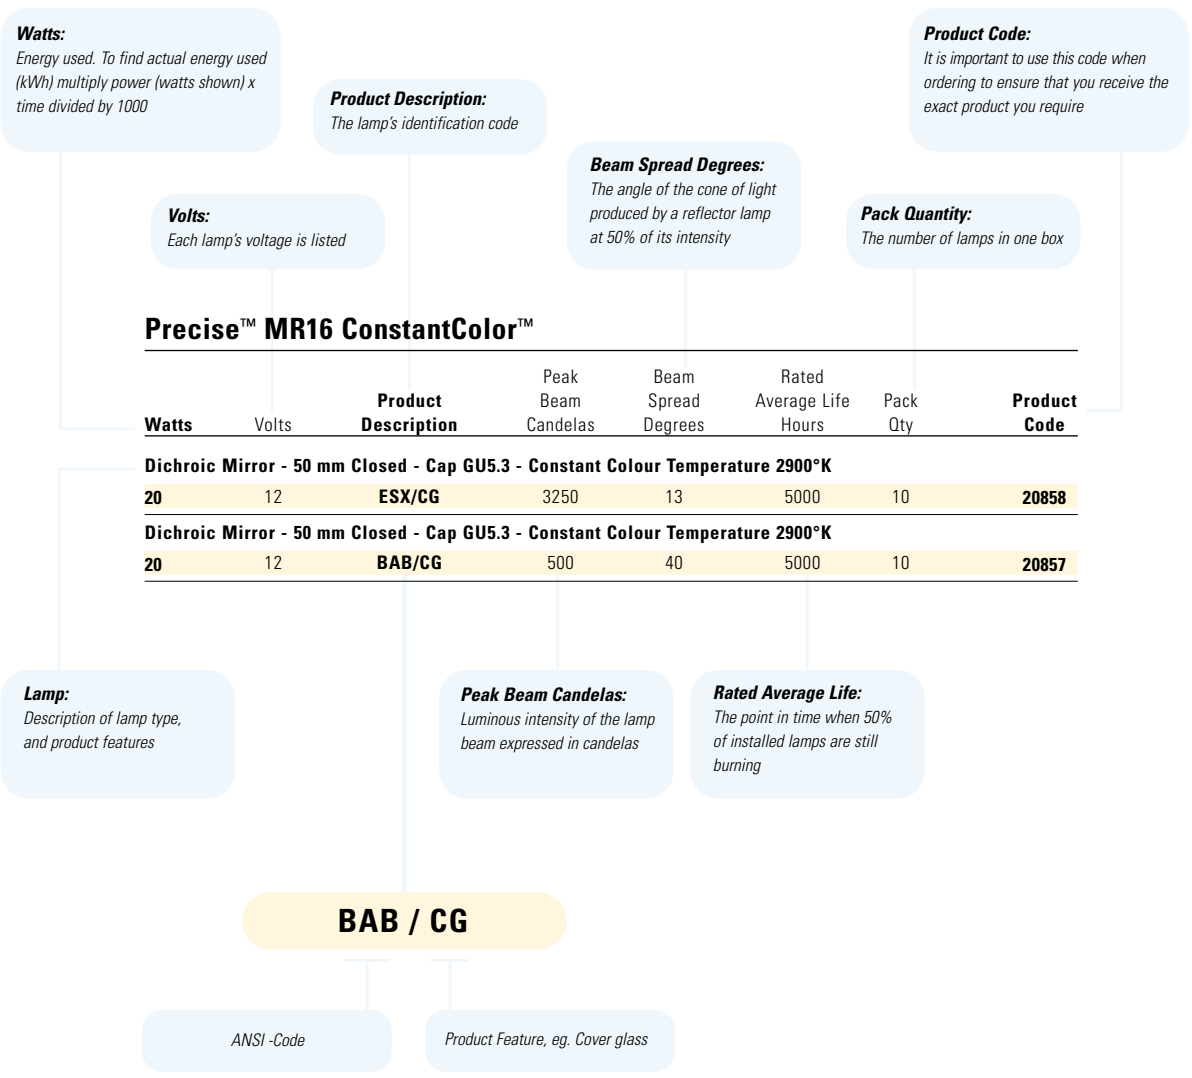 Watts:
Energy used. To find actual energy used
(kWh) multiply power (watts shown) x
time divided by 1000
Product Description:
The lamp's identification code
Product Code:
It is important to use this code when
ordering to ensure that you receive the
exact product you require
Volts:
Each lamp's voltage is listed
Beam Spread Degrees:
The angle of the cone of light
produced by a reflector lamp
at 50% of its intensity
Pack Quantity:
The number of lamps in one box
Precise™ MR16 ConstantColor™
Peak Beam Rated
Product Beam Spread Average Life Pack Product
Watts Volts Description Candelas Degrees Hours Qty Code
Dichroic Mirror - 50 mm Closed - Cap GU5.3 - Constant Colour Temperature 2900°K
20 12 ESX/CG 3250 13 5000 10 20858
Dichroic Mirror - 50 mm Closed - Cap GU5.3 - Constant Colour Temperature 2900°K
20 12 BAB/CG 500 40 5000 10 20857
Lamp:
Description of lamp type,
and product features
Peak Beam Candelas:
Luminous intensity of the lamp
beam expressed in candelas
Rated Average Life:
The point in time when 50%
of installed lamps are still
burning
BAB / CG
ANSI -Code
Product Feature, eg. Cover glass